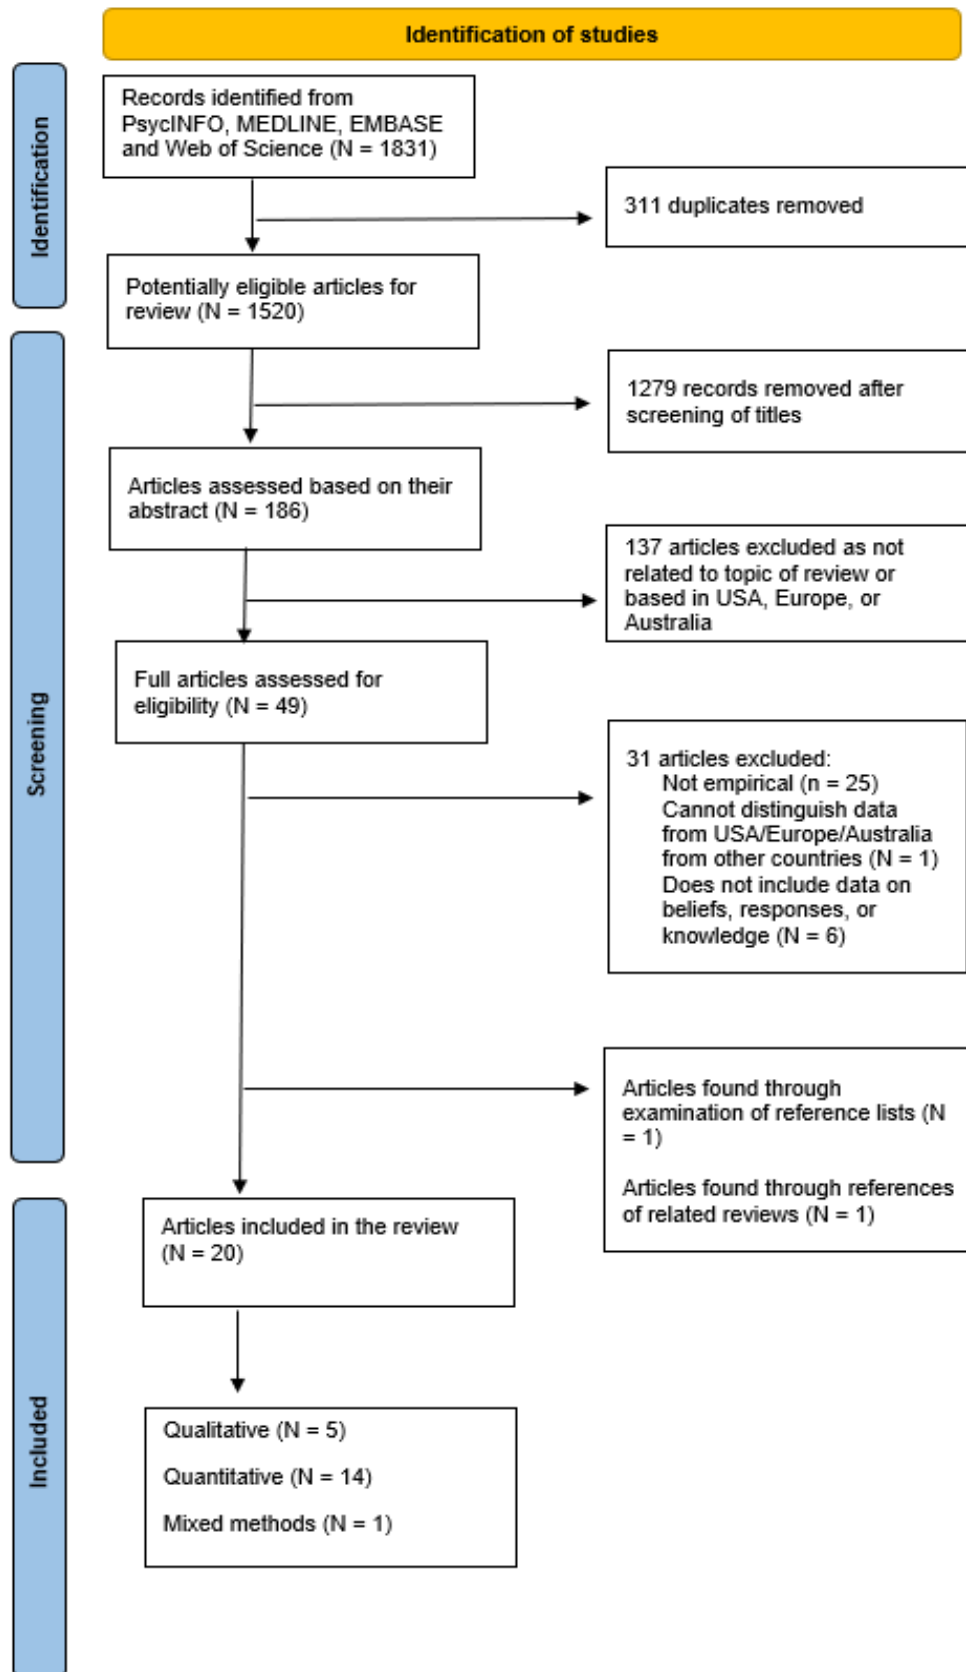 Identification of studies
Identification
Records identified from
PsycINFO, MEDLINE, EMBASE
and Web of Science (N = 1831)
311 duplicates removed
Potentially eligible articles for
review (N = 1520)
Screening
1279 records removed after
screening of titles
Articles assessed based on their
abstract (N = 186)
137 articles excluded as not
related to topic of review or
based in USA, Europe, or
Australia
Full articles assessed for
eligibility (N = 49)
31 articles excluded:
Not empirical (n = 25)
Cannot distinguish data
from USA/Europe/Australia
from other countries (N = 1)
Does not include data on
beliefs, responses, or
knowledge (N = 6)
Articles found through
examination of reference lists (N
= 1)
Articles found through references
of related reviews (N = 1)
Included
Articles included in the review
(N = 20)
Qualitative (N = 5)
Quantitative (N = 14)
Mixed methods (N = 1)